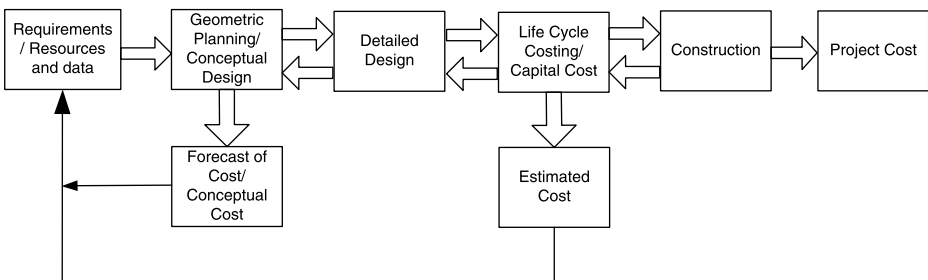 Requirements
/ Resources
and data
Geometric
Planning/
Conceptual
Design
Detailed
Design
Life Cycle
Costing/
Capital Cost
Construction
Project Cost
Forecast of
Cost/
Conceptual
Cost
Estimated
Cost